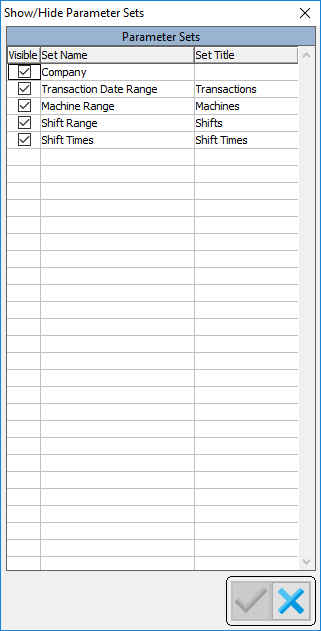 Show/Hide Parameter Sets
Parameter Sets
Visible Set Name Set Title
Company
Transaction Date Range Transactions
Machine Range Machines
Shift Range Shifts
Shift Times Shift Times